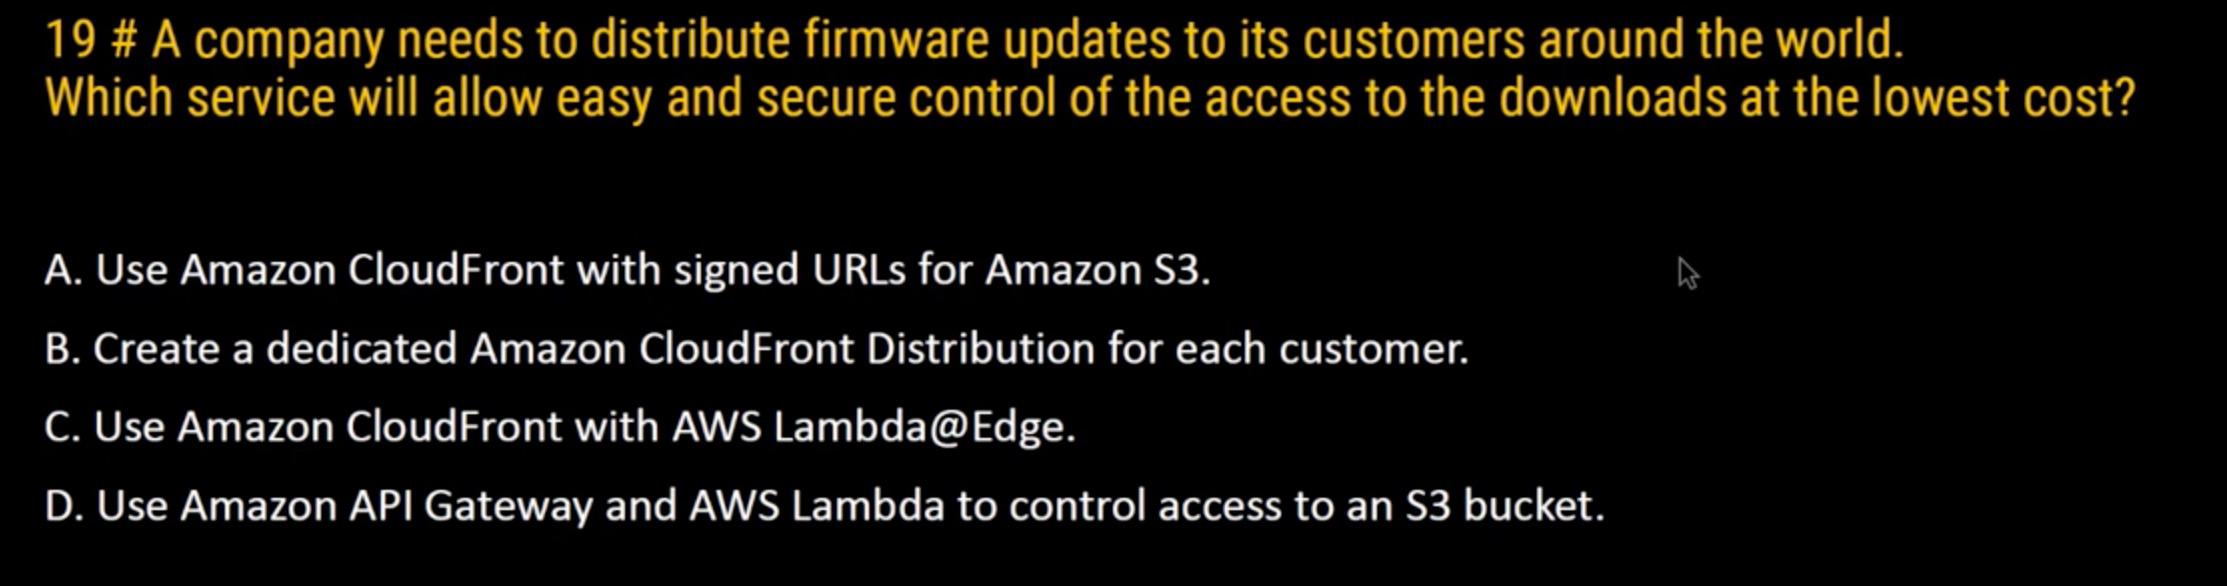 19 # A company needs to distribute firmware updates to its customers around the world.
Which service will allow easy and secure control of the access to the downloads at the lowest cost?
A. Use Amazon CloudFront with signed URLs for Amazon S3.
B. Create a dedicated Amazon CloudFront Distribution for each customer.
C. Use Amazon CloudFront with AWS Lambda@Edge.
D. Use Amazon API Gateway and AWS Lambda to control access to an S3 bucket.